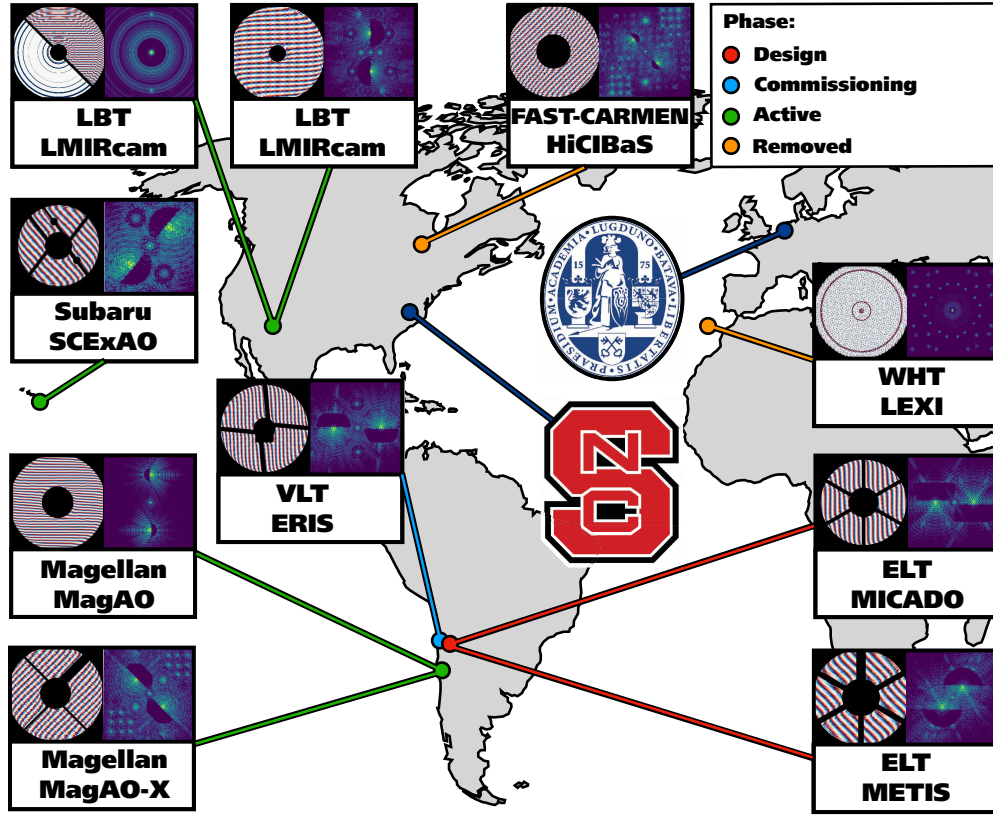 LBT
LMIRcam
LBT
LMIRcam
FAST-CARMEN
HiCIBaS
Phase:
Design
Commissioning
Active
Removed
Subaru
SCExAO
ACADEMIA·LUGDUNO·BATAVA·LIBERTATIS·PRAESIDIUM·
15 75
WHT
LEXI
NCS
VLT
ERIS
Magellan
MagAO
ELT
MICADO
Magellan
MagAO-X
ELT
METIS